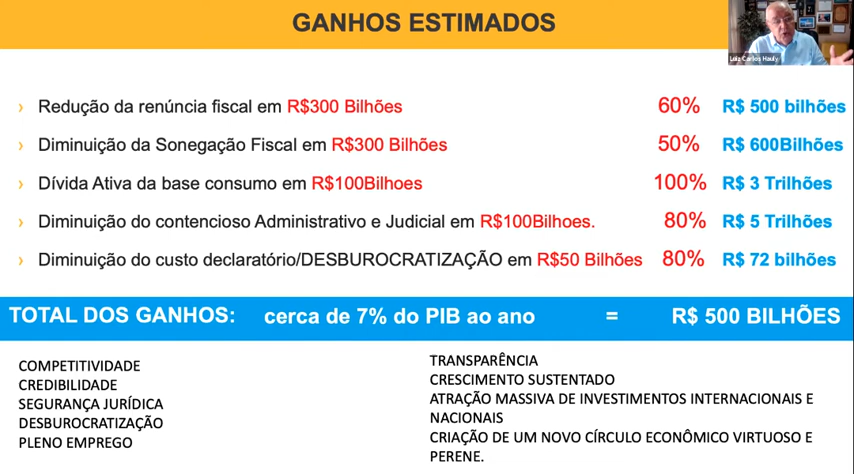 GANHOS ESTIMADOS
Luiz Carlos Hauly
› Redução da renúncia fiscal em R$300 Bilhões 60% R$ 500 bilhões
› Diminuição da Sonegação Fiscal em R$300 Bilhões 50% R$ 600Bilhões
› Dívida Ativa da base consumo em R$100Bilhoes 100% R$ 3 Trilhões
› Diminuição do contencioso Administrativo e Judicial em R$100Bilhoes. 80% R$ 5 Trilhões
› Diminuição do custo declaratório/DESBUROCRATIZAÇÃO em R$50 Bilhões 80% R$ 72 bilhões
TOTAL DOS GANHOS: cerca de 7% do PIB ao ano = R$ 500 BILHÕES
COMPETITIVIDADE
CREDIBILIDADE
SEGURANÇA JURÍDICA
DESBUROCRATIZAÇÃO
PLENO EMPREGO
TRANSPARÊNCIA
CRESCIMENTO SUSTENTADO
ATRAÇÃO MASSIVA DE INVESTIMENTOS INTERNACIONAIS E
NACIONAIS
CRIAÇÃO DE UM NOVO CÍRCULO ECONÔMICO VIRTUOSO E
PERENE.